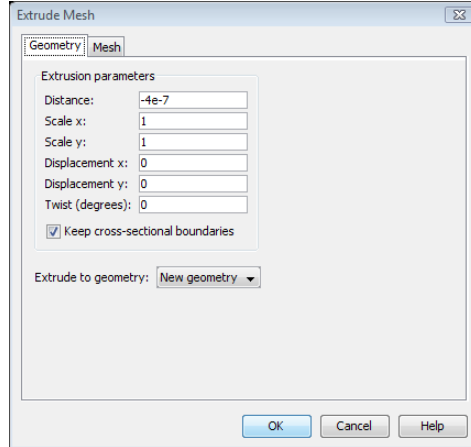 Extrude Mesh
Geometry Mesh
Extrusion parameters
Distance: -4e-7
Scale x: 1
Scale y: 1
Displacement x: 0
Displacement y: 0
Twist (degrees): 0
Keep cross-sectional boundaries
Extrude to geometry: New geometry
OK Cancel Help